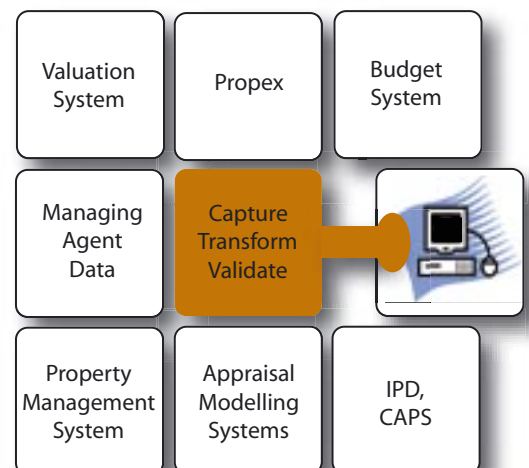 Valuation
System
Propex
Budget
System
Managing
Agent
Data
Capture
Transform
Validate
Property
Management
System
Appraisal
Modelling
Systems
IPD,
CAPS